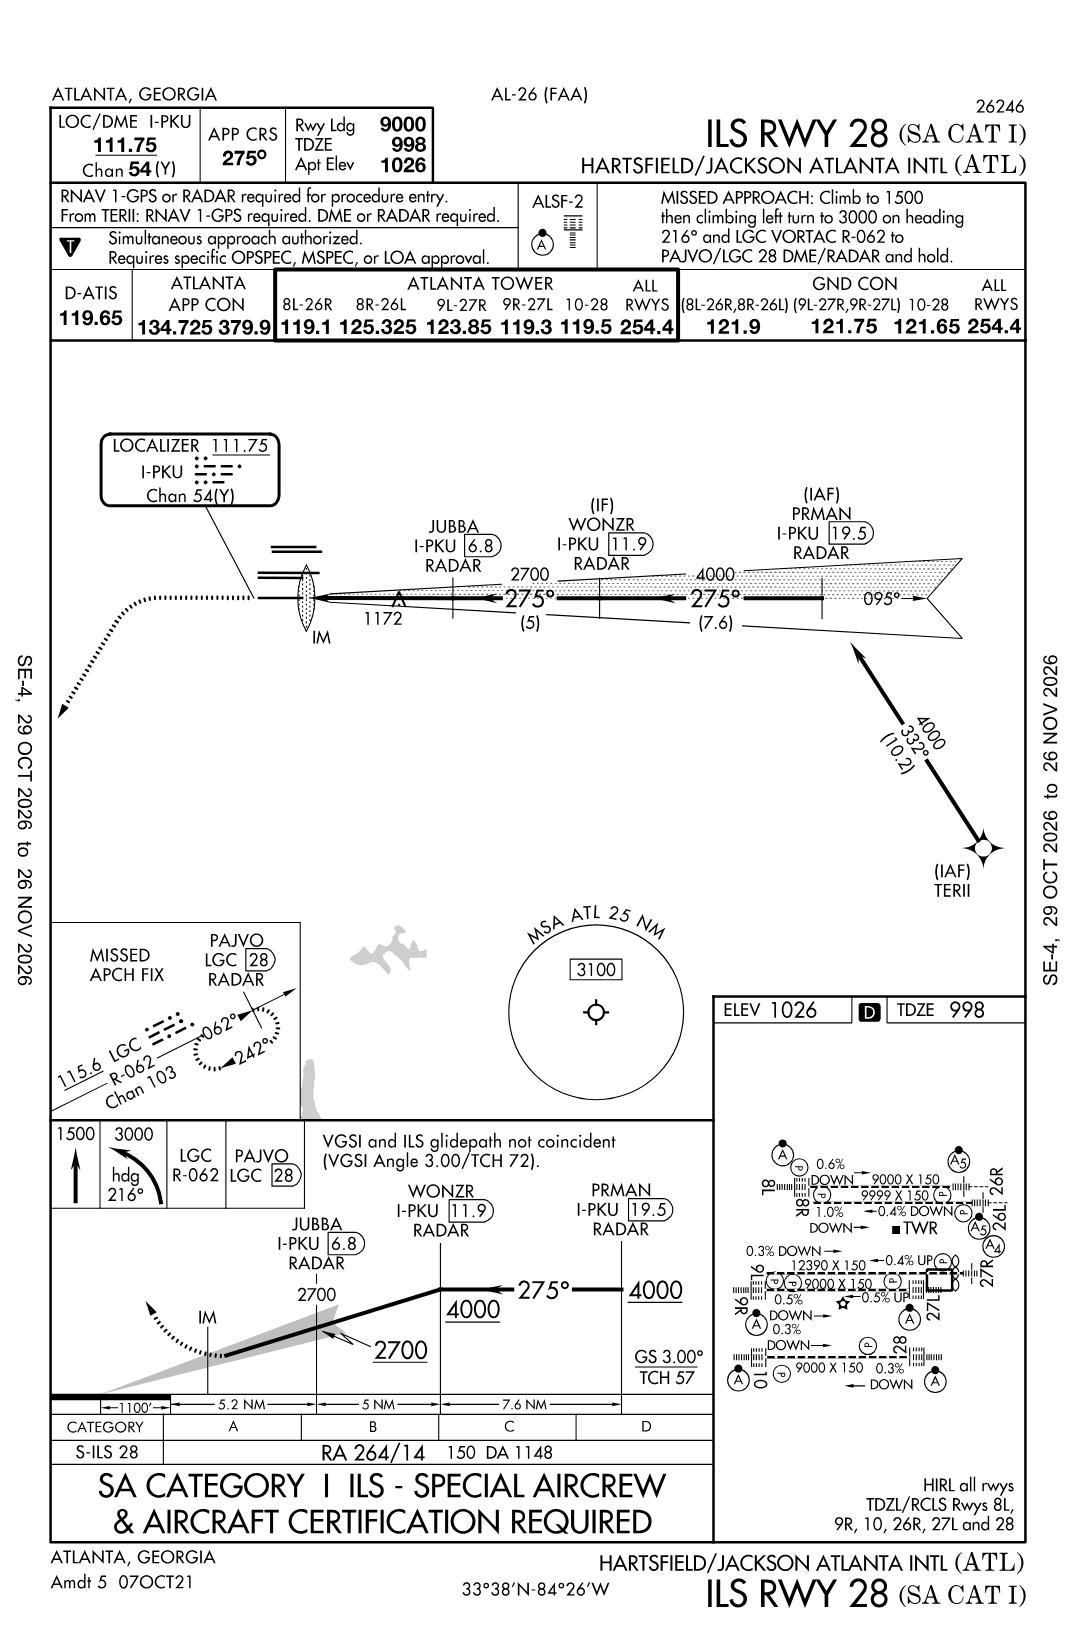 ATLANTA, GEORGIA
AL-26 (FAA)
26246
LOC/DME I-PKU
111.75
Chan 54 (Y)
APP CRS
275°
Rwy Ldg 9000
TDZE 998
Apt Elev 1026
ILS RWY 28 (SA CAT I)
HARTSFIELD/JACKSON ATLANTA INTL (ATL)
RNAV 1-GPS or RADAR required for procedure entry.
From TERII: RNAV 1-GPS required. DME or RADAR required.
T
Simultaneous approach authorized.
Requires specific OPSPEC, MSPEC, or LOA approval.
ALSF-2
A
MISSED APPROACH: Climb to 1500
then climbing left turn to 3000 on heading
216° and LGC VORTAC R-062 to
PAJVO/LGC 28 DME/RADAR and hold.
D-ATIS
119.65
ATLANTA
APP CON
134.725 379.9
ATLANTA TOWER
8L-26R 8R-26L 9L-27R 9R-27L 10-28 ALL RWYS
119.1 125.325 123.85 119.3 119.5 254.4
GND CON
(8L-26R,8R-26L) (9L-27R,9R-27L) 10-28 ALL RWYS
121.9 121.75 121.65 254.4
LOCALIZER 111.75
I-PKU
Chan 54(Y)
JUBBA
I-PKU 6.8
RADAR
(IF)
WONZR
I-PKU 11.9
RADAR
(IAF)
PRMAN
I-PKU 19.5
RADAR
2700
275°
(5)
4000
275°
(7.6)
095°
1172
IM
4000
332°
(10.2)
(IAF)
TERII
SE-4, 29 OCT 2026 to 26 NOV 2026
SE-4, 29 OCT 2026 to 26 NOV 2026
MISSED
APCH FIX
PAJVO
LGC 28
RADAR
115.6 LGC
R-062
Chan 103
062°
242°
MSA ATL 25 NM
3100
ELEV 1026
D
TDZE 998
A
P
0.6%
DOWN
9000 X 150
A5
8L
26R
9999 X 150
P
P
P
8R
1.0%
DOWN
0.4% DOWN
26L
TWR
A5
A4
0.3% DOWN
0.4% UP
P
12390 X 150
9L
27R
P
P
9000 X 150
P
9R
0.5%
DOWN
0.5% UP
27L
A
A
0.3%
DOWN
P
28
9000 X 150
0.3%
DOWN
10
P
A
A
HIRL all rwys
TDZL/RCLS Rwys 8L,
9R, 10, 26R, 27L and 28
1500
3000
hdg
216°
LGC
R-062
PAJVO
LGC 28
VGSI and ILS glidepath not coincident
(VGSI Angle 3.00/TCH 72).
WONZR
I-PKU 11.9
RADAR
PRMAN
I-PKU 19.5
RADAR
JUBBA
I-PKU 6.8
RADAR
2700
275°
4000
4000
IM
2700
GS 3.00°
TCH 57
1100'
5.2 NM
5 NM
7.6 NM
CATEGORY A B C D
S-ILS 28 RA 264/14 150 DA 1148
SA CATEGORY I ILS - SPECIAL AIRCREW
& AIRCRAFT CERTIFICATION REQUIRED
ATLANTA, GEORGIA
Amdt 5 07OCT21
33°38'N-84°26'W
HARTSFIELD/JACKSON ATLANTA INTL (ATL)
ILS RWY 28 (SA CAT I)